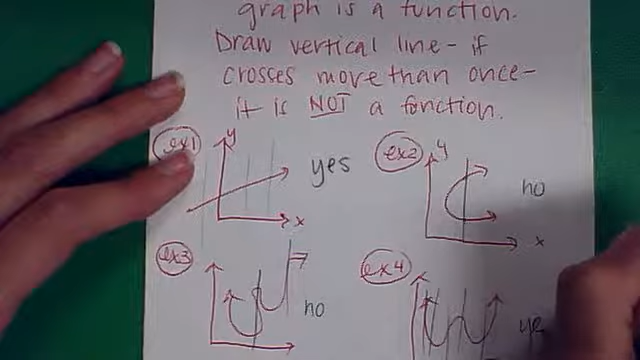 graph is a function.
Draw vertical line - if
crosses more than once -
it is NOT a function.
ex1
y
yes
x
ex2
y
no
x
ex3
no
ex4
ye